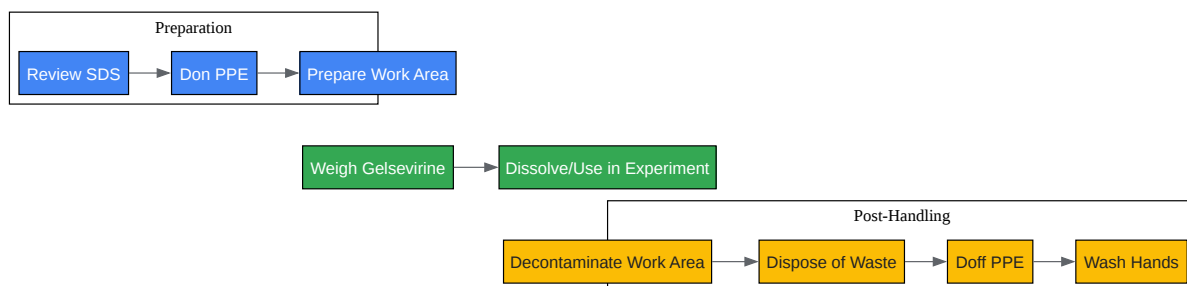 Preparation
Review SDS
Don PPE
Prepare Work Area
Weigh Gelsevirine
Dissolve/Use in Experiment
Post-Handling
Decontaminate Work Area
Dispose of Waste
Doff PPE
Wash Hands